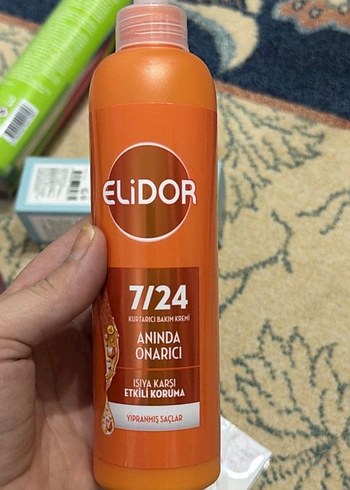 ELiDOR
7/24
KURTARICI BAKIM KREMİ
ANINDA
ONARICI
ISIYA KARŞI
ETKİLİ KORUMA
YIPRANMIŞ SAÇLAR